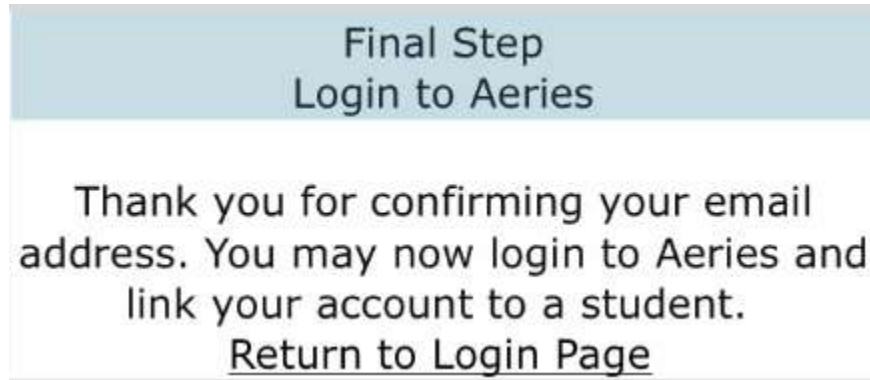 Final Step
Login to Aeries
Thank you for confirming your email
address. You may now login to Aeries and
link your account to a student.
Return to Login Page